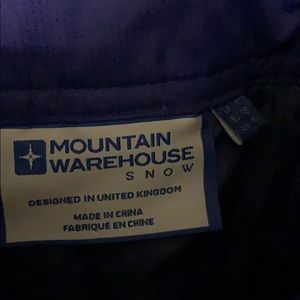 MOUNTAIN
WAREHOUSE
SNOW
DESIGNED IN UNITED KINGDOM
MADE IN CHINA
FABRIQUÉ EN CHINE